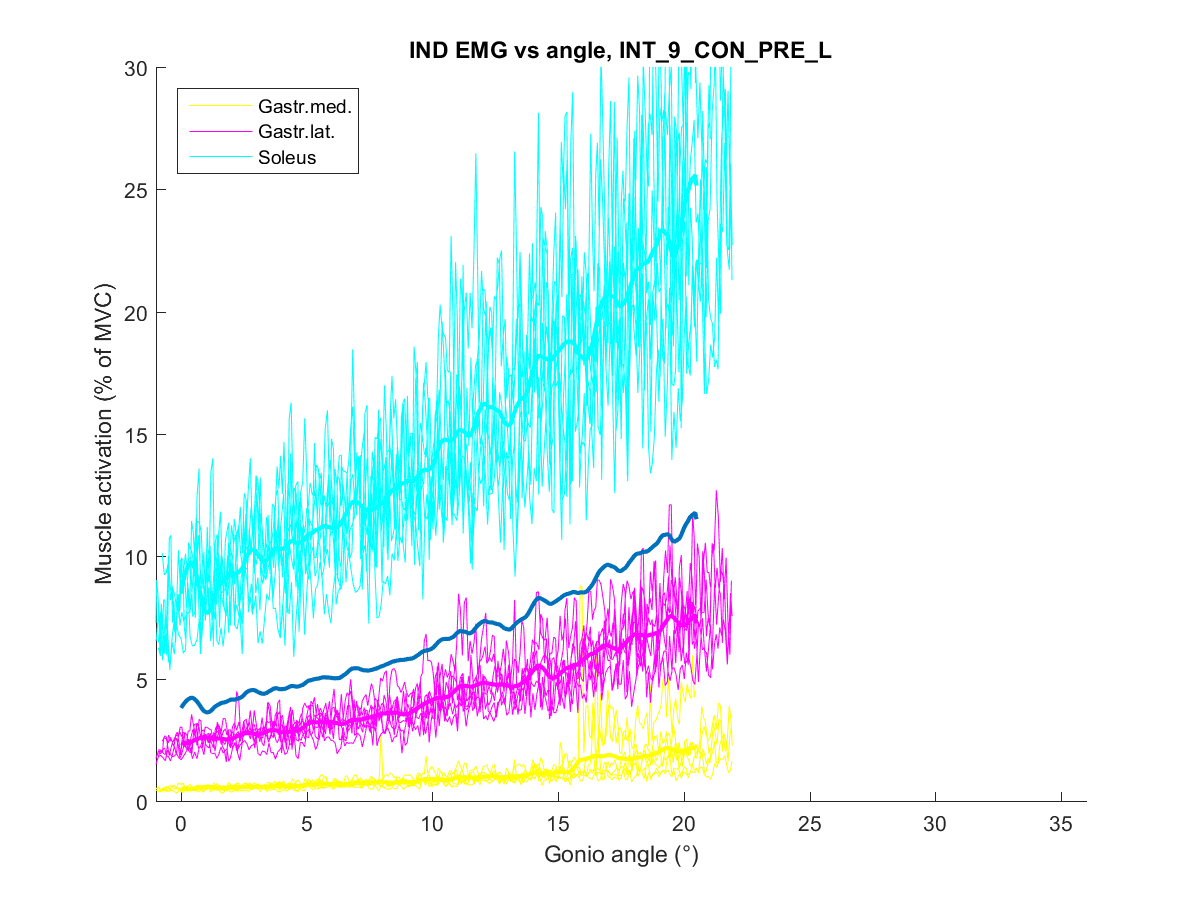 IND EMG vs angle, INT_9_CON_PRE_L
Gastr.med.
Gastr.lat.
Soleus
Muscle activation (% of MVC)
30
25
20
15
10
5
0
0 5 10 15 20 25 30 35
Gonio angle (°)